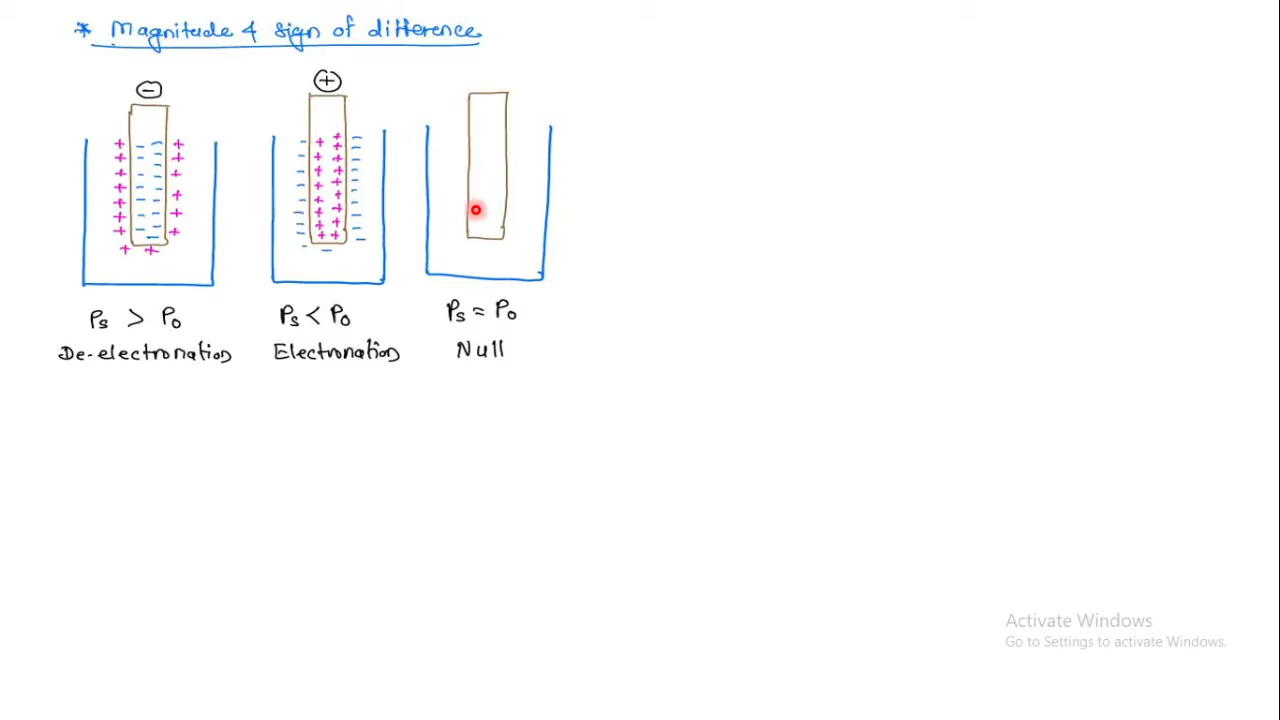 * Magnitude & sign of difference
− + 
Ps > Po Ps < Po Ps = Po
De-electronation Electronation Null
Activate Windows
Go to Settings to activate Windows.